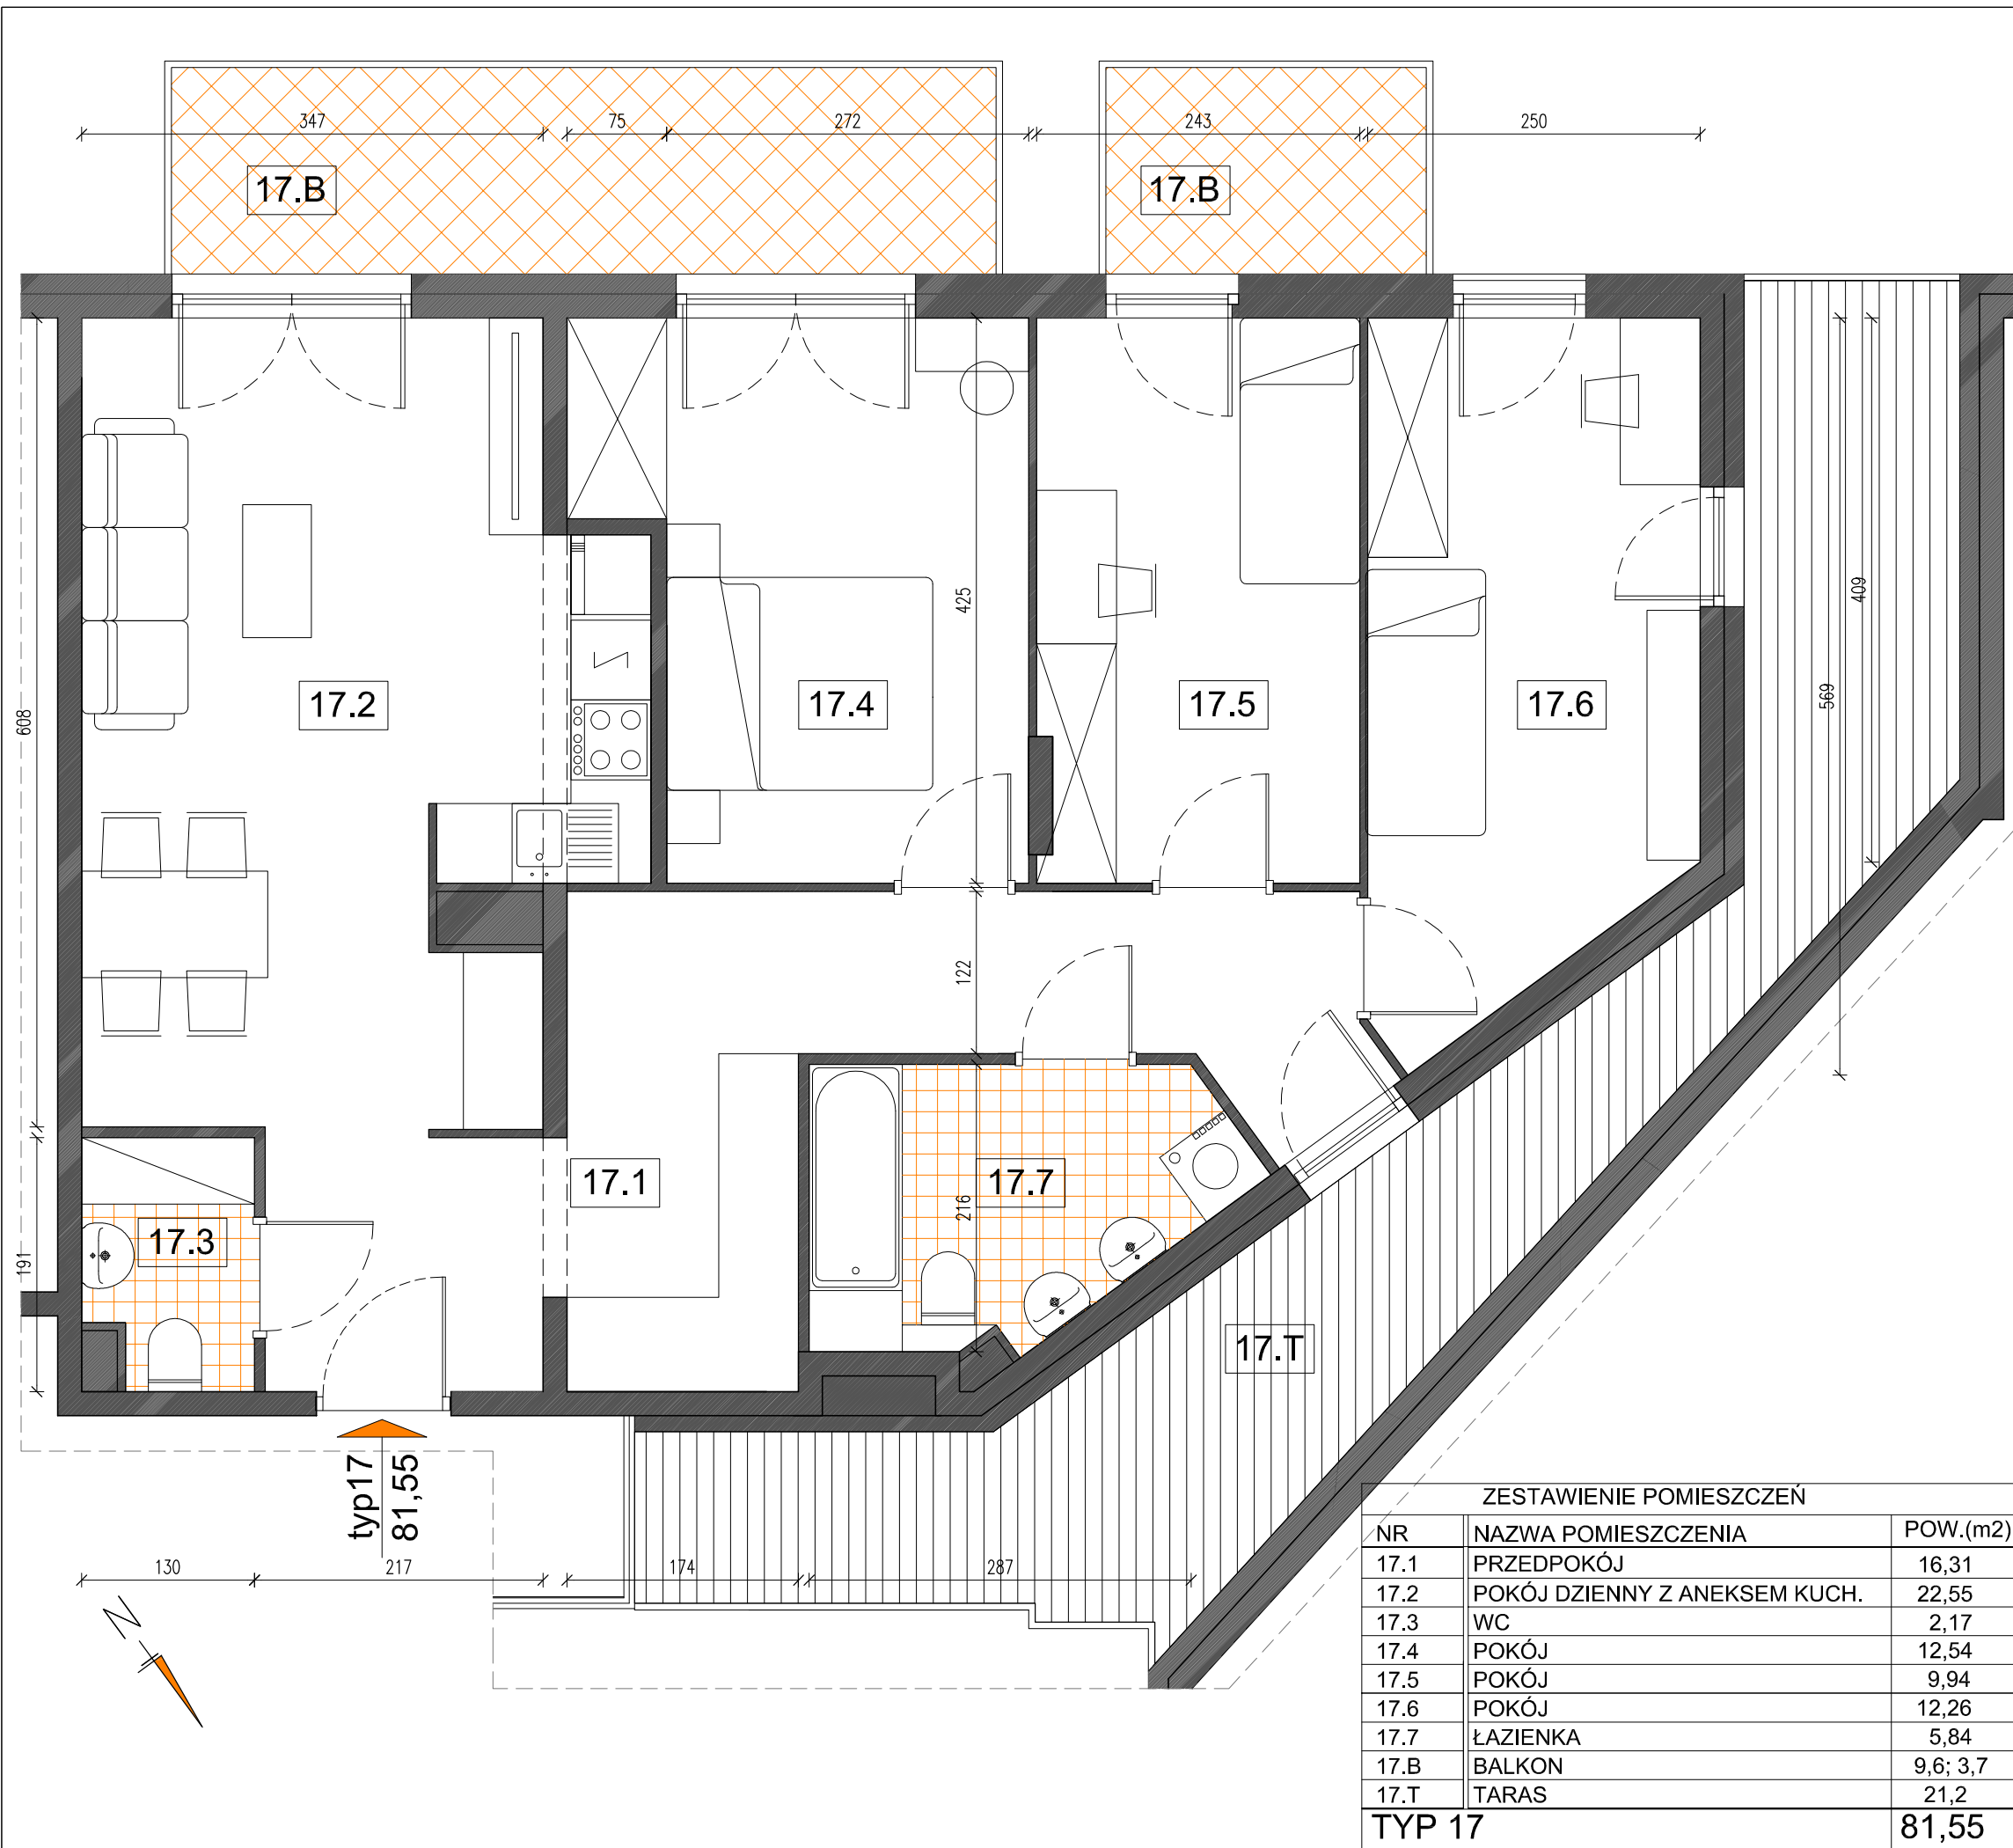 347
75
272
243
250
17.B
17.B
409
425
569
608
17.2
17.4
17.5
17.6
122
17.1
17.7
216
17.3
191
17.T
typ17
81,55
130
217
174
287
N
ZESTAWIENIE POMIESZCZEŃ
NR NAZWA POMIESZCZENIA POW.(m2)
17.1 PRZEDPOKÓJ 16,31
17.2 POKÓJ DZIENNY Z ANEKSEM KUCH. 22,55
17.3 WC 2,17
17.4 POKÓJ 12,54
17.5 POKÓJ 9,94
17.6 POKÓJ 12,26
17.7 ŁAZIENKA 5,84
17.B BALKON 9,6; 3,7
17.T TARAS 21,2
TYP 17 81,55